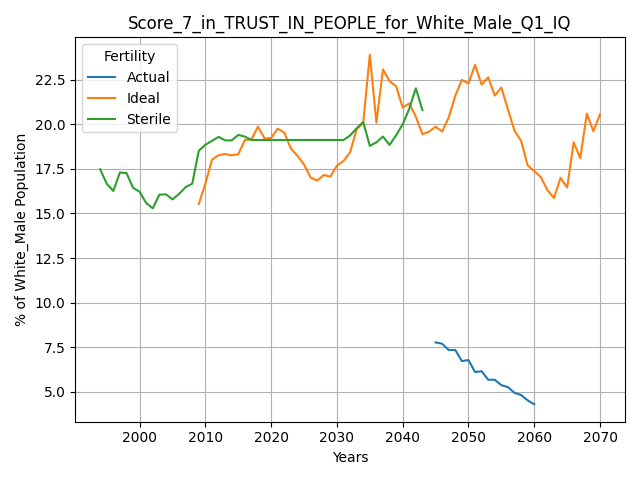 Score_7_in_TRUST_IN_PEOPLE_for_White_Male_Q1_IQ
Fertility
Actual
Ideal
Sterile
% of White_Male Population
22.5
20.0
17.5
15.0
12.5
10.0
7.5
5.0
2000 2010 2020 2030 2040 2050 2060 2070
Years